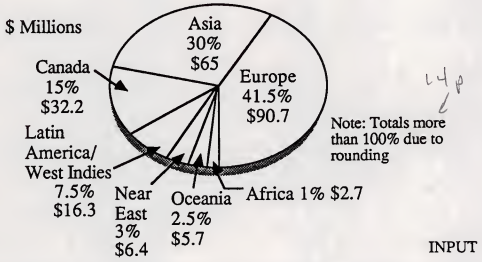 $ Millions
Asia
30%
$65
Europe
41.5%
$90.7
Canada
15%
$32.2
Latin
America/
West Indies
7.5%
$16.3
Near
East
3%
$6.4
Oceania
2.5%
$5.7
Africa 1% $2.7
Note: Totals more
than 100% due to
rounding
INPUT